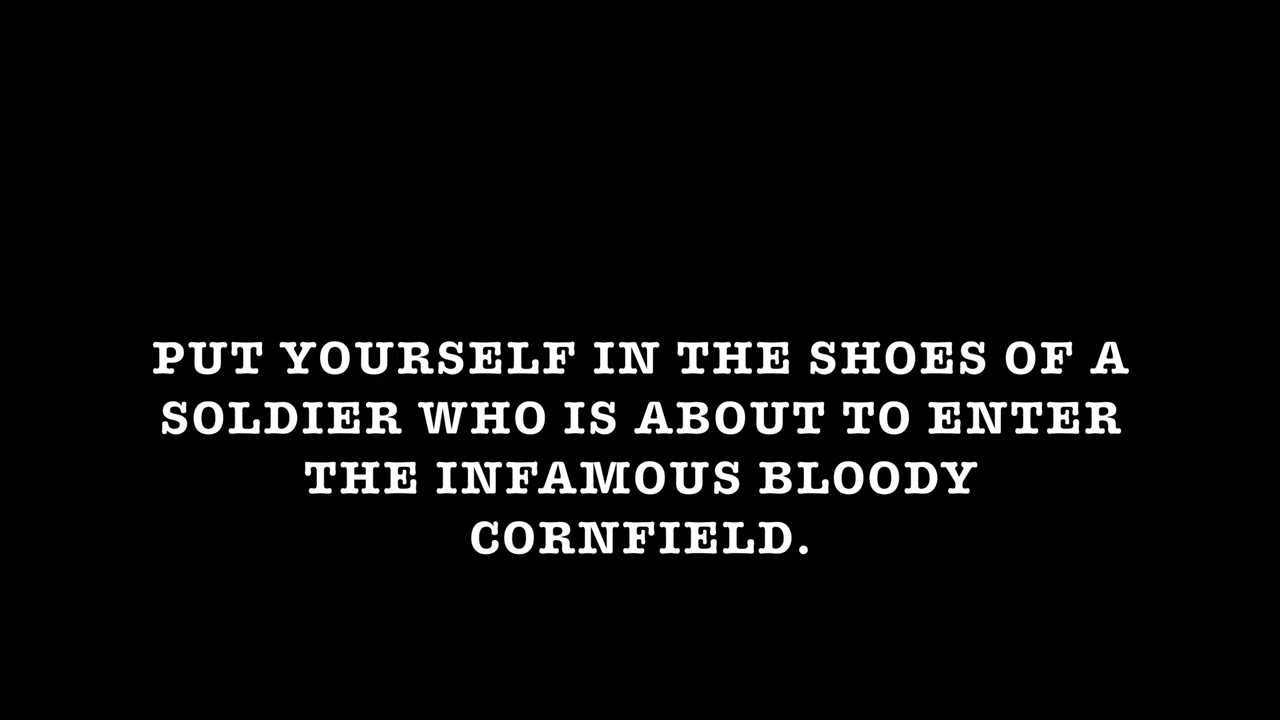 PUT YOURSELF IN THE SHOES OF A
SOLDIER WHO IS ABOUT TO ENTER
THE INFAMOUS BLOODY
CORNFIELD.